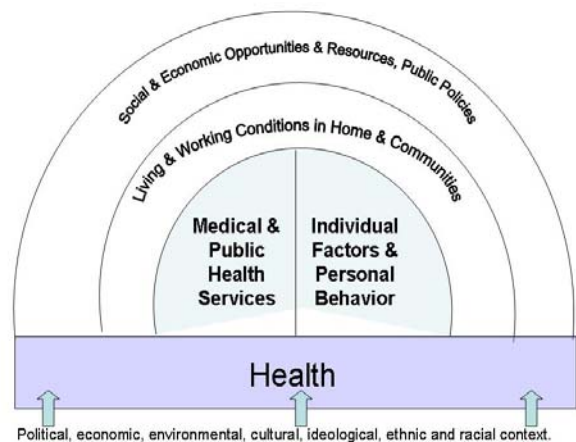 Social & Economic Opportunities & Resources, Public Policies
Living & Working Conditions in Home & Communities
Medical &
Public
Health
Services
Individual
Factors &
Personal
Behavior
Health
Political, economic, environmental, cultural, ideological, ethnic and racial context.